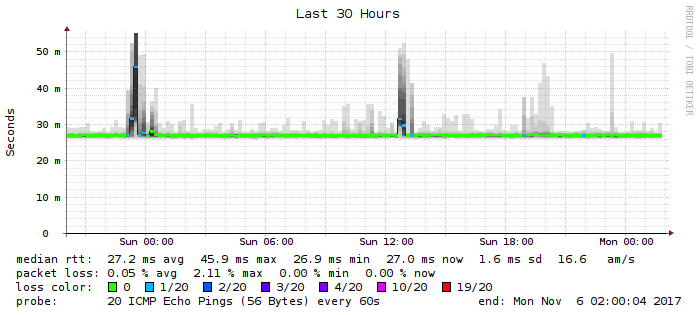 Last 30 Hours
RRDTOOL / TOBI OETIKER
Seconds
50 m
40 m
30 m
20 m
10 m
0
Sun 00:00 Sun 06:00 Sun 12:00 Sun 18:00 Mon 00:00
median rtt: 27.2 ms avg 45.9 ms max 26.9 ms min 27.0 ms now 1.6 ms sd 16.6 am/s
packet loss: 0.05 % avg 2.11 % max 0.00 % min 0.00 % now
loss color: 0 1/20 2/20 3/20 4/20 10/20 19/20
probe: 20 ICMP Echo Pings (56 Bytes) every 60s end: Mon Nov 6 02:00:04 2017